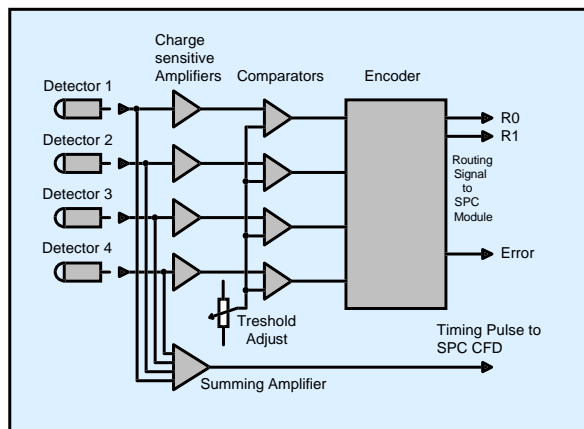 Charge
sensitive
Amplifiers
Comparators
Encoder
Detector 1
Detector 2
Detector 3
Detector 4
R0
R1
Routing
Signal
to
SPC
Module
Error
Treshold
Adjust
Timing Pulse to
SPC CFD
Summing Amplifier